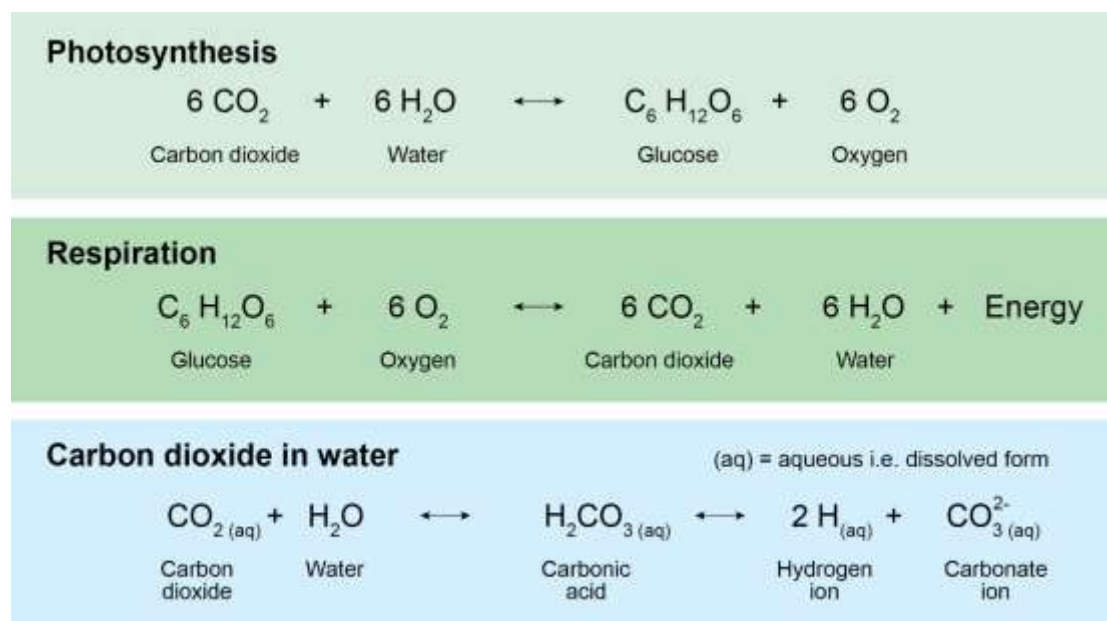 Photosynthesis
6 CO₂ + 6 H₂O ⟷ C₆ H₁₂O₆ + 6 O₂
Carbon dioxide Water Glucose Oxygen
Respiration
C₆ H₁₂O₆ + 6 O₂ ⟷ 6 CO₂ + 6 H₂O + Energy
Glucose Oxygen Carbon dioxide Water
Carbon dioxide in water (aq) = aqueous i.e. dissolved form
CO₂ (aq) + H₂O ⟷ H₂CO₃ (aq) ⟷ 2 H(aq) + CO₃²⁻ (aq)
Carbon Water Carbonic Hydrogen Carbonate
dioxide acid ion ion